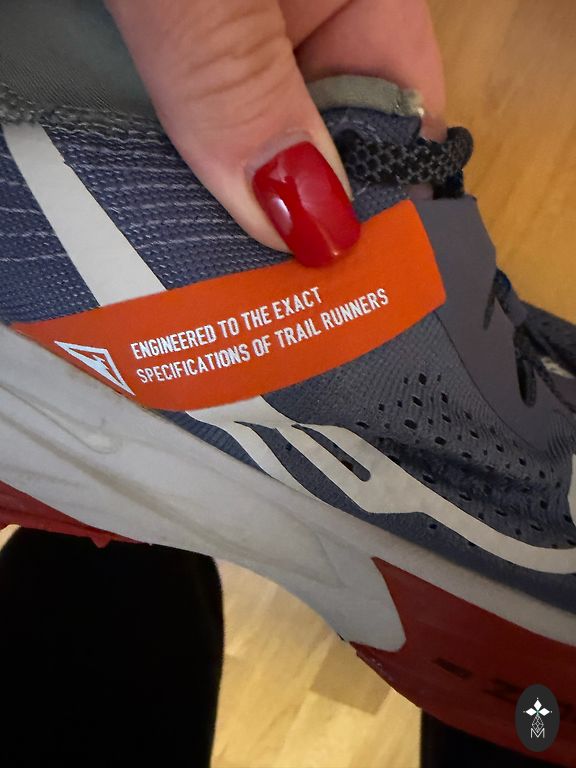 ENGINEERED TO THE EXACT
SPECIFICATIONS OF TRAIL RUNNERS